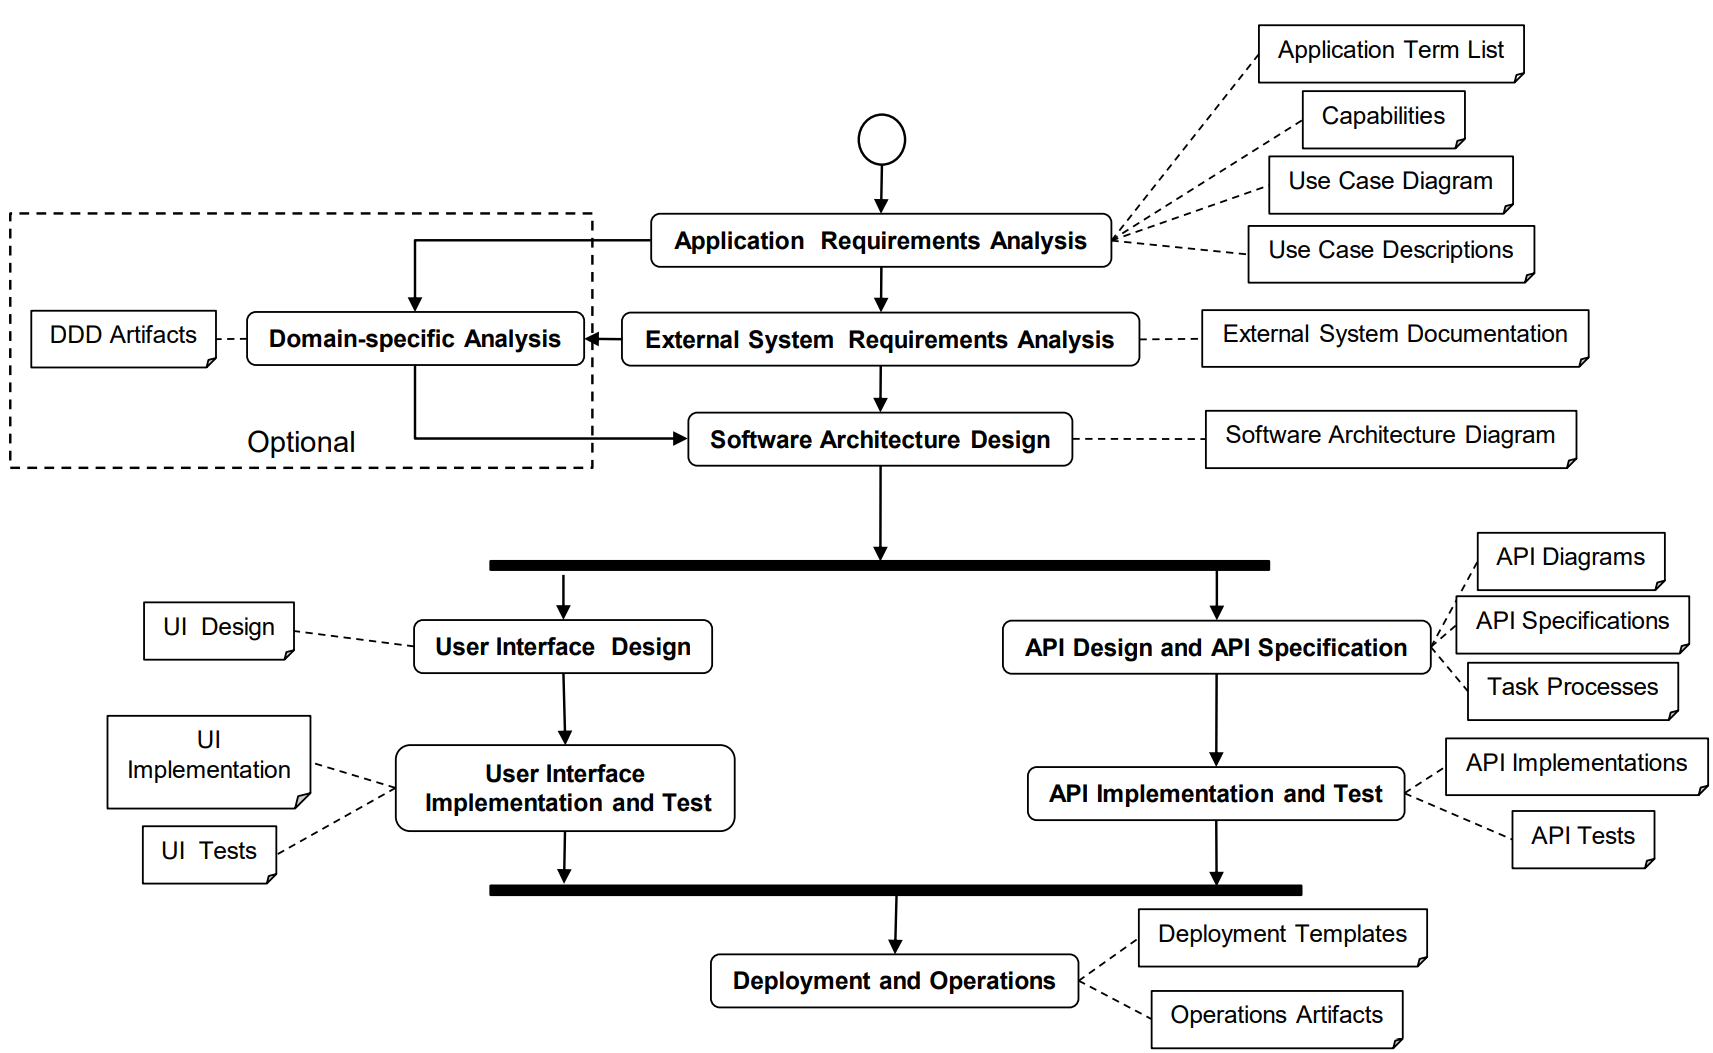 Application Term List
Capabilities
Use Case Diagram
Application Requirements Analysis
Use Case Descriptions
DDD Artifacts
Domain-specific Analysis
External System Requirements Analysis
External System Documentation
Optional
Software Architecture Design
Software Architecture Diagram
API Diagrams
UI Design
User Interface Design
API Design and API Specification
API Specifications
Task Processes
UI
Implementation
User Interface
Implementation and Test
API Implementation and Test
API Implementations
UI Tests
API Tests
Deployment Templates
Deployment and Operations
Operations Artifacts